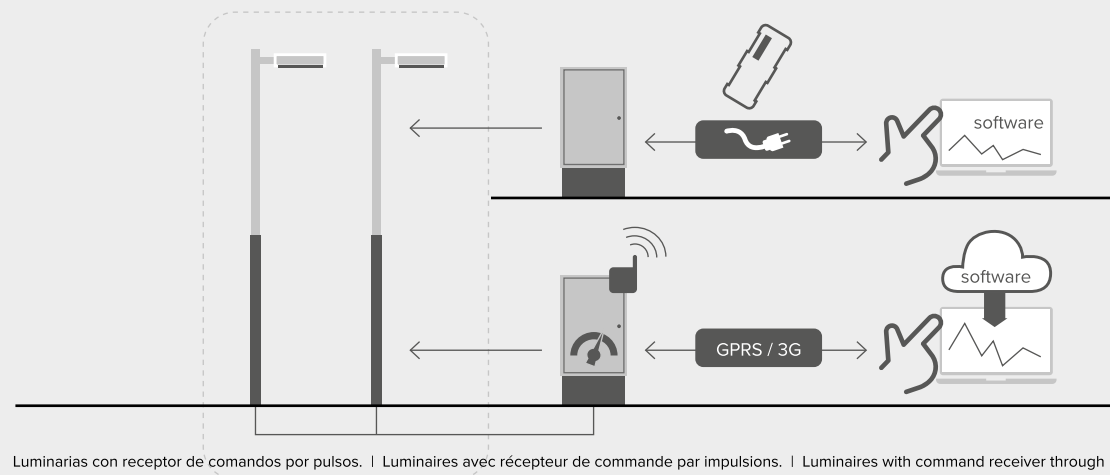 software
software
GPRS / 3G
Luminarias con receptor de comandos por pulsos. | Luminaires avec récepteur de commande par impulsions. | Luminaires with command receiver through